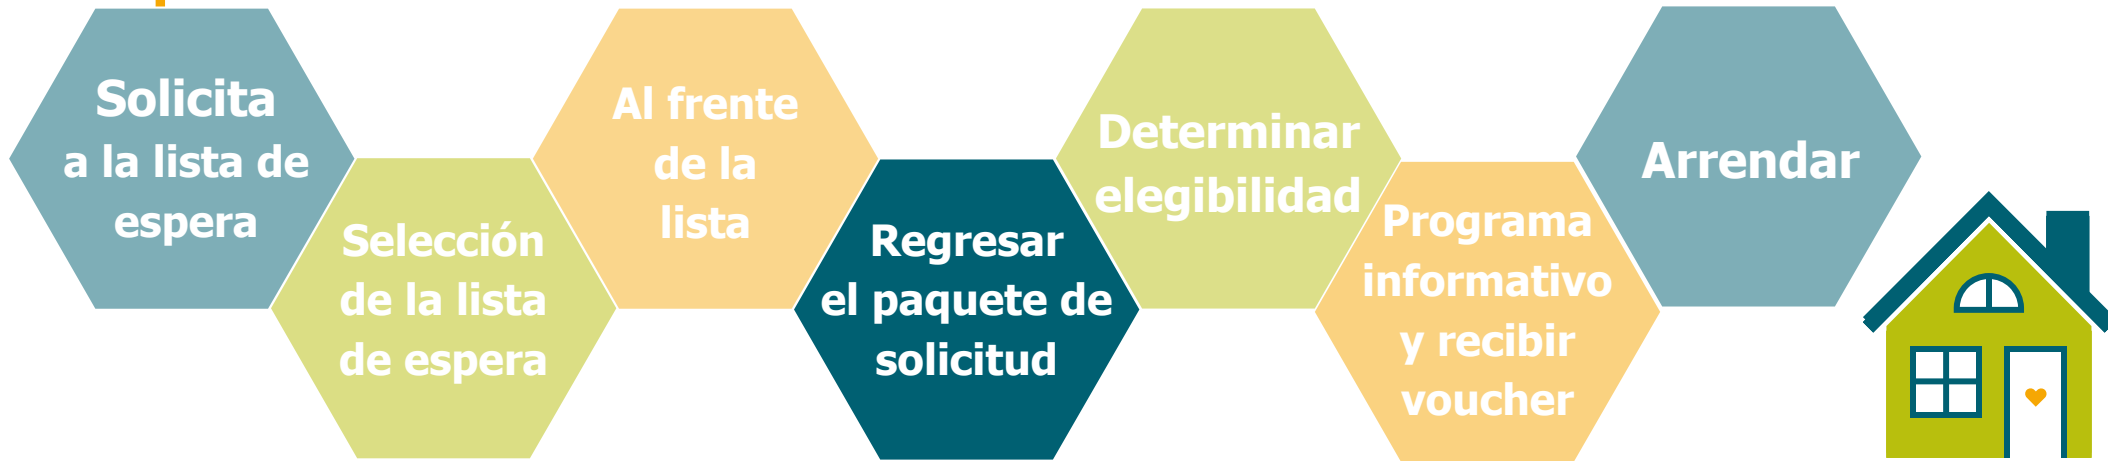 Solicita
a la lista de
espera
Selección
de la lista
de espera
Al frente
de la
lista
Regresar
el paquete de
solicitud
Determinar
elegibilidad
Programa
informativo
y recibir
voucher
Arrendar